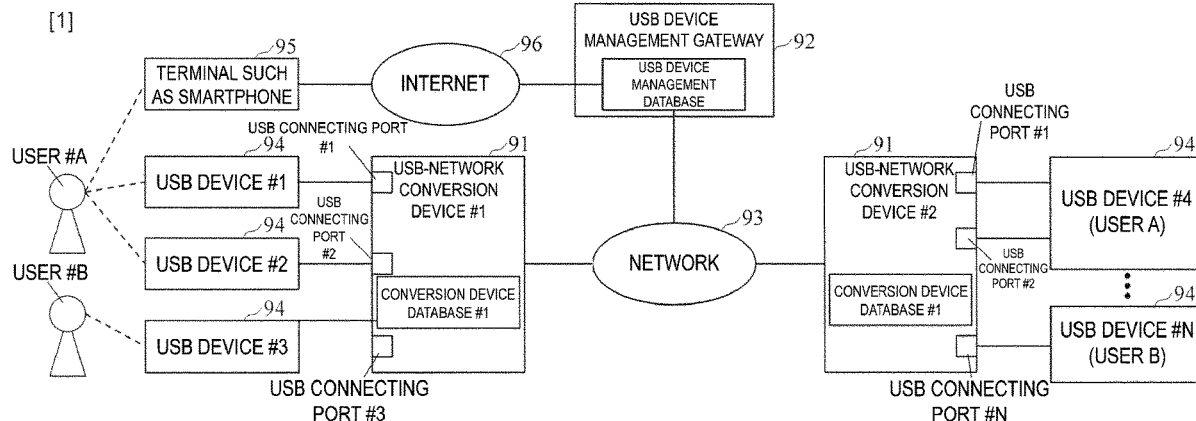 [1]
95
TERMINAL SUCH
AS SMARTPHONE
96
INTERNET
USB DEVICE
MANAGEMENT GATEWAY
92
USB DEVICE
MANAGEMENT
DATABASE
USER #A
94
USB DEVICE #1
USB CONNECTING PORT
#1
91
USB-NETWORK
CONVERSION
DEVICE #1
94
USB DEVICE #2
USB
CONNECTING
PORT
#2
USER #B
94
USB DEVICE #3
CONVERSION DEVICE
DATABASE #1
USB CONNECTING
PORT #3
93
NETWORK
91
USB-NETWORK
CONVERSION
DEVICE #2
USB
CONNECTING
PORT #1
USB
CONNECTING
PORT #2
CONVERSION DEVICE
DATABASE #1
USB CONNECTING
PORT #N
94
USB DEVICE #4
(USER A)
94
USB DEVICE #N
(USER B)